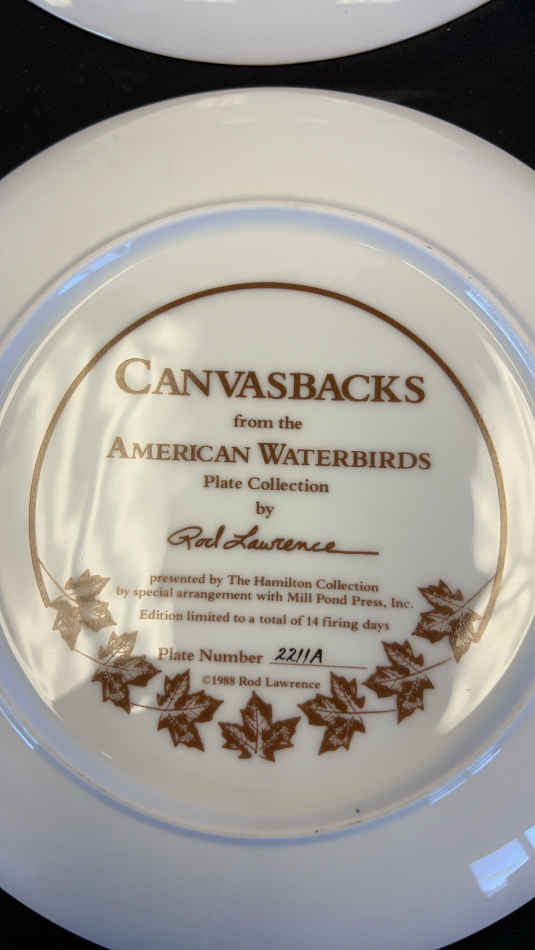 CANVASBACKS
from the
AMERICAN WATERBIRDS
Plate Collection
by
Rod Lawrence
presented by The Hamilton Collection
by special arrangement with Mill Pond Press, Inc.
Edition limited to a total of 14 firing days
Plate Number 2211A
©1988 Rod Lawrence